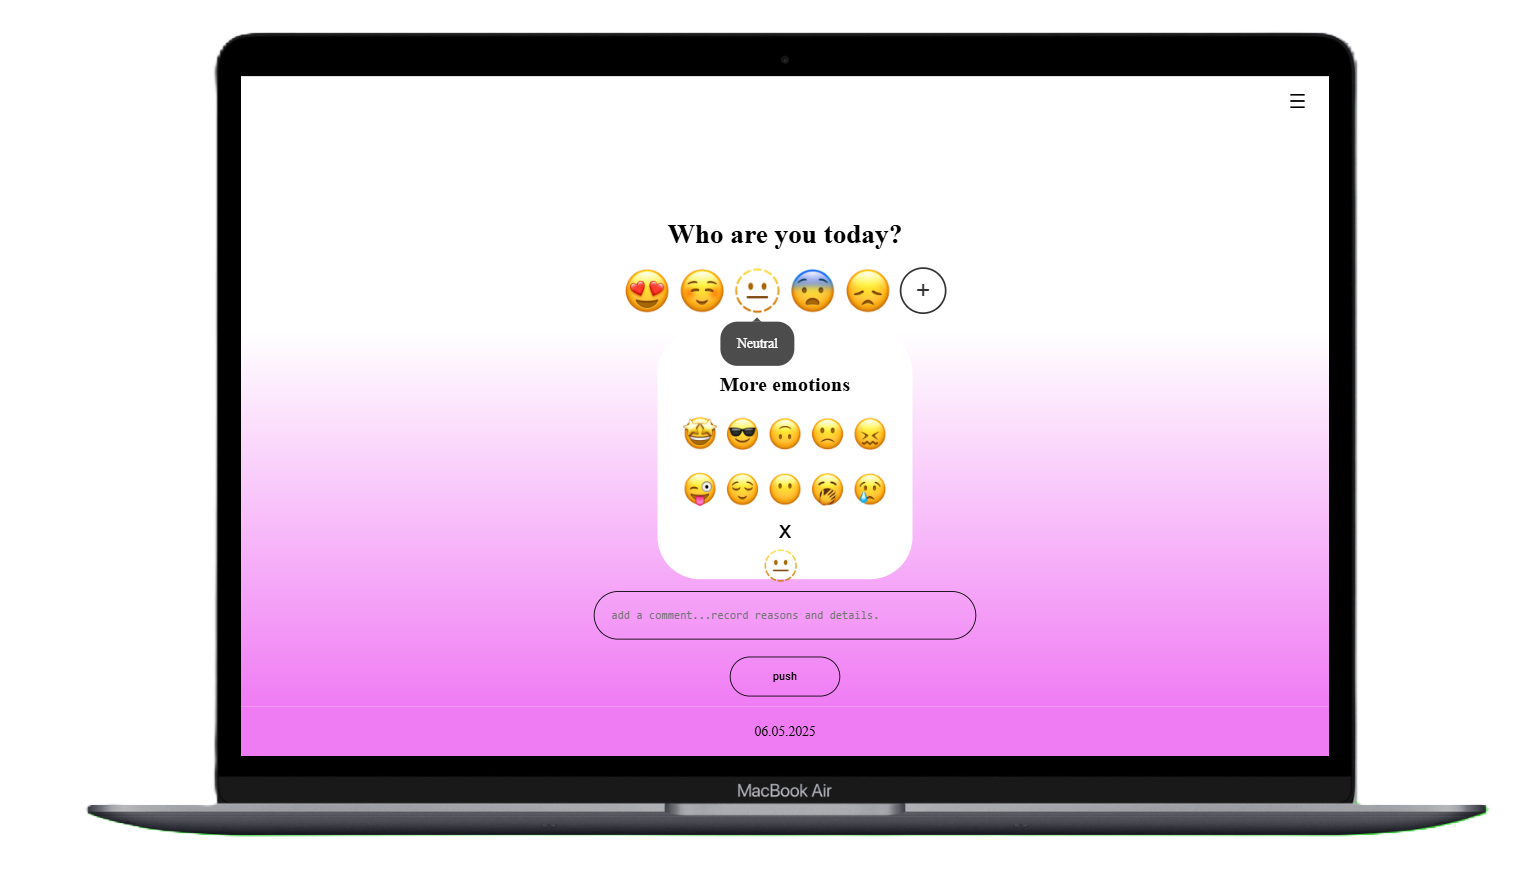 Who are you today?
+
Neutral
More emotions
X
add a comment...record reasons and details.
push
06.05.2025
MacBook Air